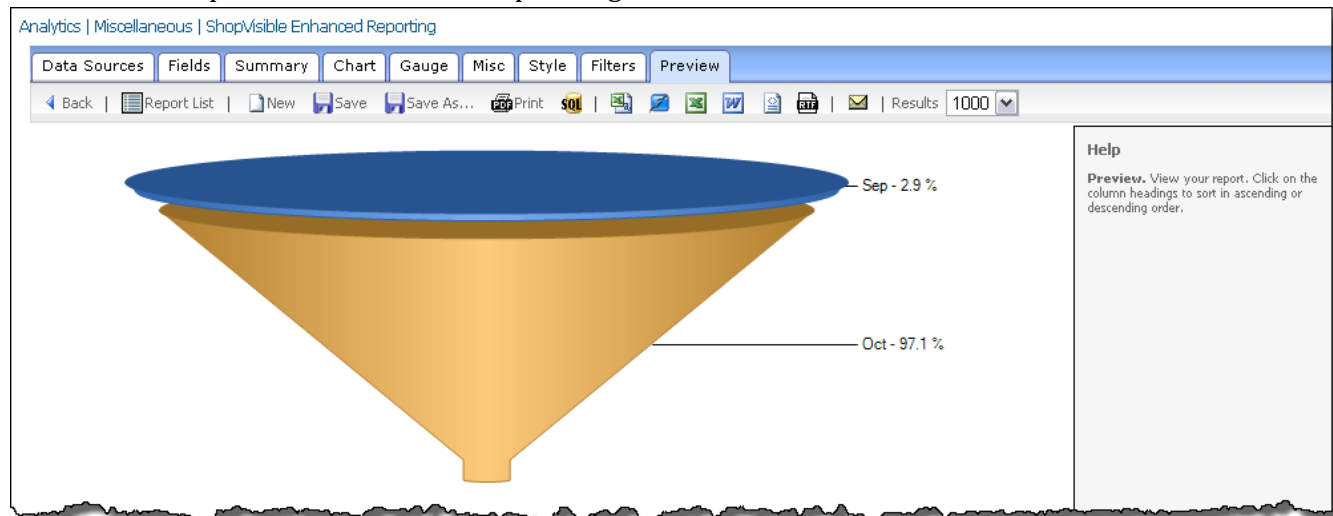 Analytics | Miscellaneous | ShopVisible Enhanced Reporting
Data Sources Fields Summary Chart Gauge Misc Style Filters Preview
Back | Report List | New Save Save As... PDF Print SQL | RTF | | Results 1000
Help
Preview. View your report. Click on the
column headings to sort in ascending or
descending order.
Sep - 2.9 %
Oct - 97.1 %